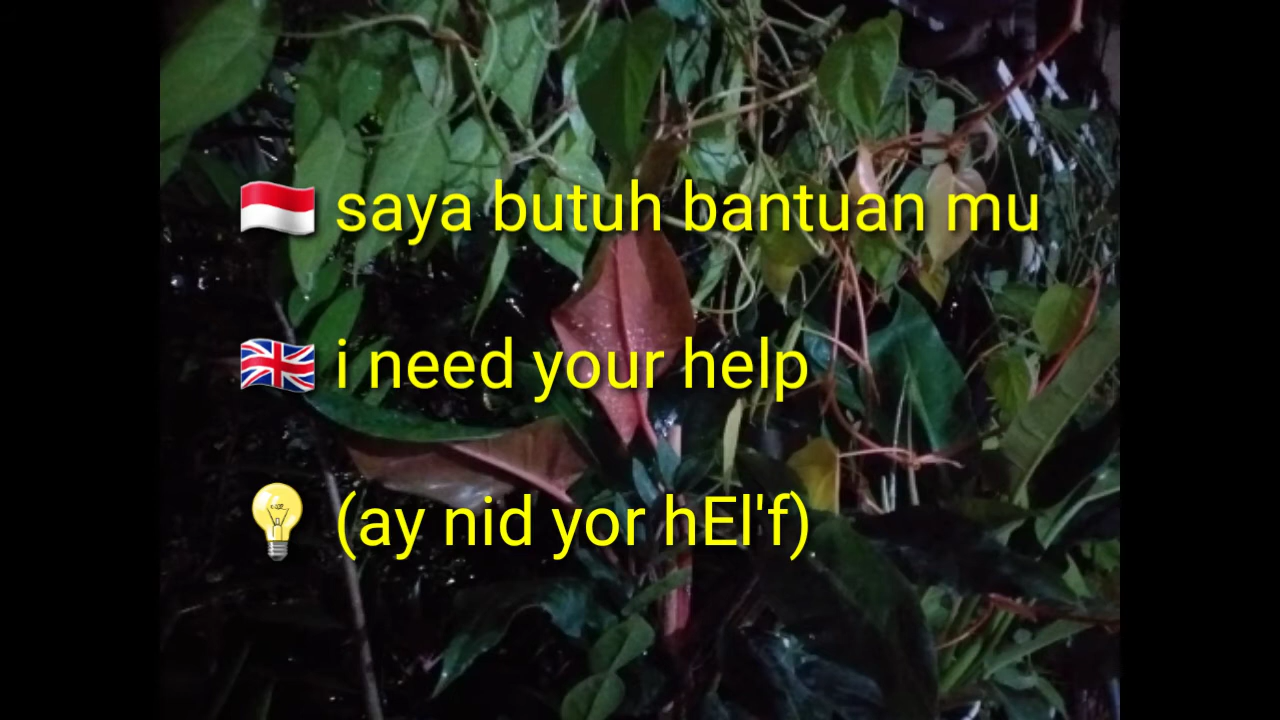 🇮🇩 saya butuh bantuan mu
🇬🇧 i need your help
💡 (ay nid yor hEl'f)